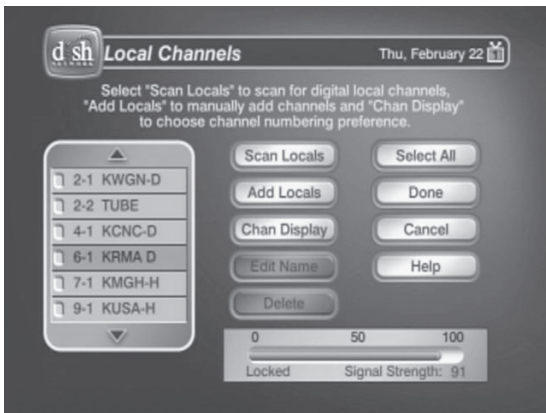 dish
NETWORK
Local Channels
Thu, February 22
Select "Scan Locals" to scan for digital local channels,
"Add Locals" to manually add channels and "Chan Display"
to choose channel numbering preference.
2-1 KWGN-D
2-2 TUBE
4-1 KCNC-D
6-1 KRMA D
7-1 KMGH-H
9-1 KUSA-H
Scan Locals
Add Locals
Chan Display
Edit Name
Delete
Select All
Done
Cancel
Help
0 50 100
Locked Signal Strength: 91